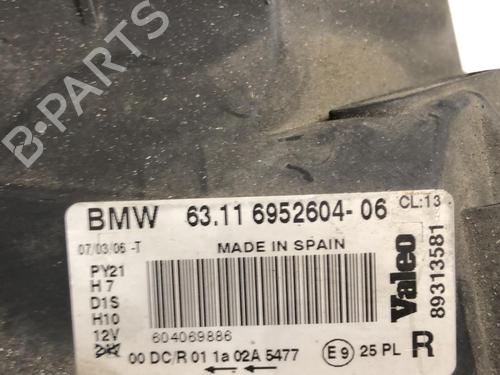 B-PARTS
BMW 63.11 6952604-06 CL:13
07/03/06 -T MADE IN SPAIN
PY21
H7
D1S
H10
12V
24V
604069886
00 DC/R 01 1a 02A 5477
E9 25 PL R
Valeo
89313581